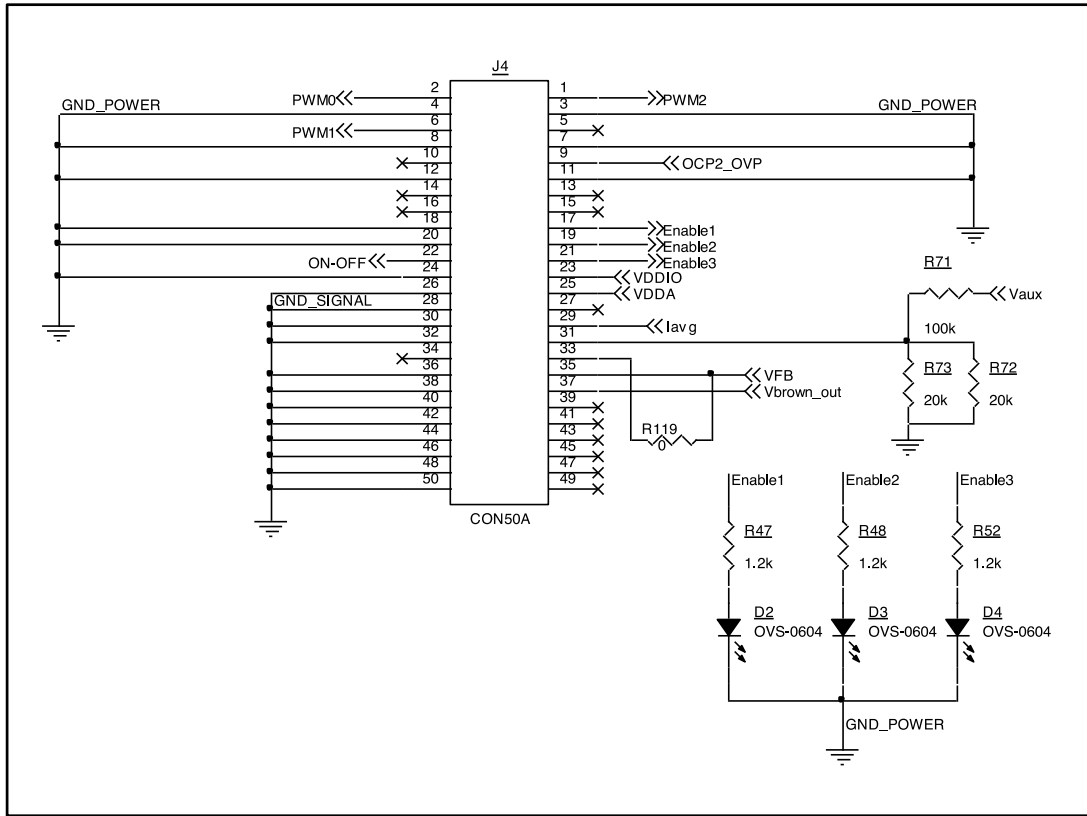 J4
2 1
PWM0 PWM2
GND_POWER 4 3 GND_POWER
6 5
PWM1
8 7
10 9
OCP2_OVP
12 11
14 13
16 15
18 17
Enable1
20 19
Enable2
22 21
ON-OFF Enable3
24 23
VDDIO
26 25
VDDA
GND_SIGNAL 28 27
30 29
Iavg
32 31
34 33
36 35
VFB
38 37
Vbrown_out
40 39
42 41
44 43
46 45
48 47
50 49
CON50A
R119
0
R71
Vaux
100k
R73 R72
20k 20k
Enable1 Enable2 Enable3
R47 R48 R52
1.2k 1.2k 1.2k
D2 D3 D4
OVS-0604 OVS-0604 OVS-0604
GND_POWER